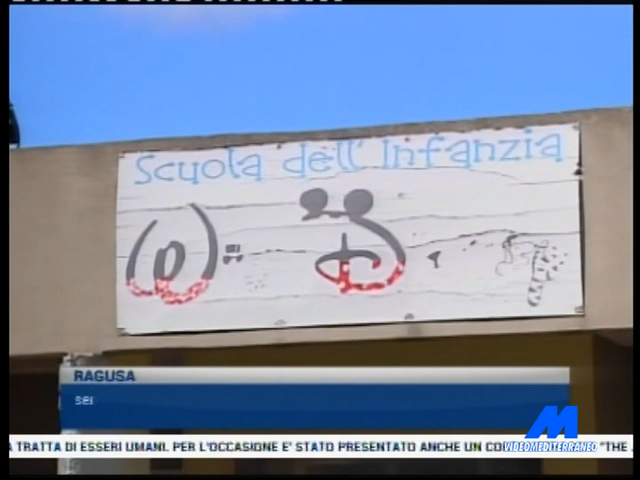 Scuola dell' Infanzia
W. D
RAGUSA
sei
A TRATTA DI ESSERI UMANI. PER L'OCCASIONE E' STATO PRESENTATO ANCHE UN CO
"THE
VIDEOMEDITERRANEO